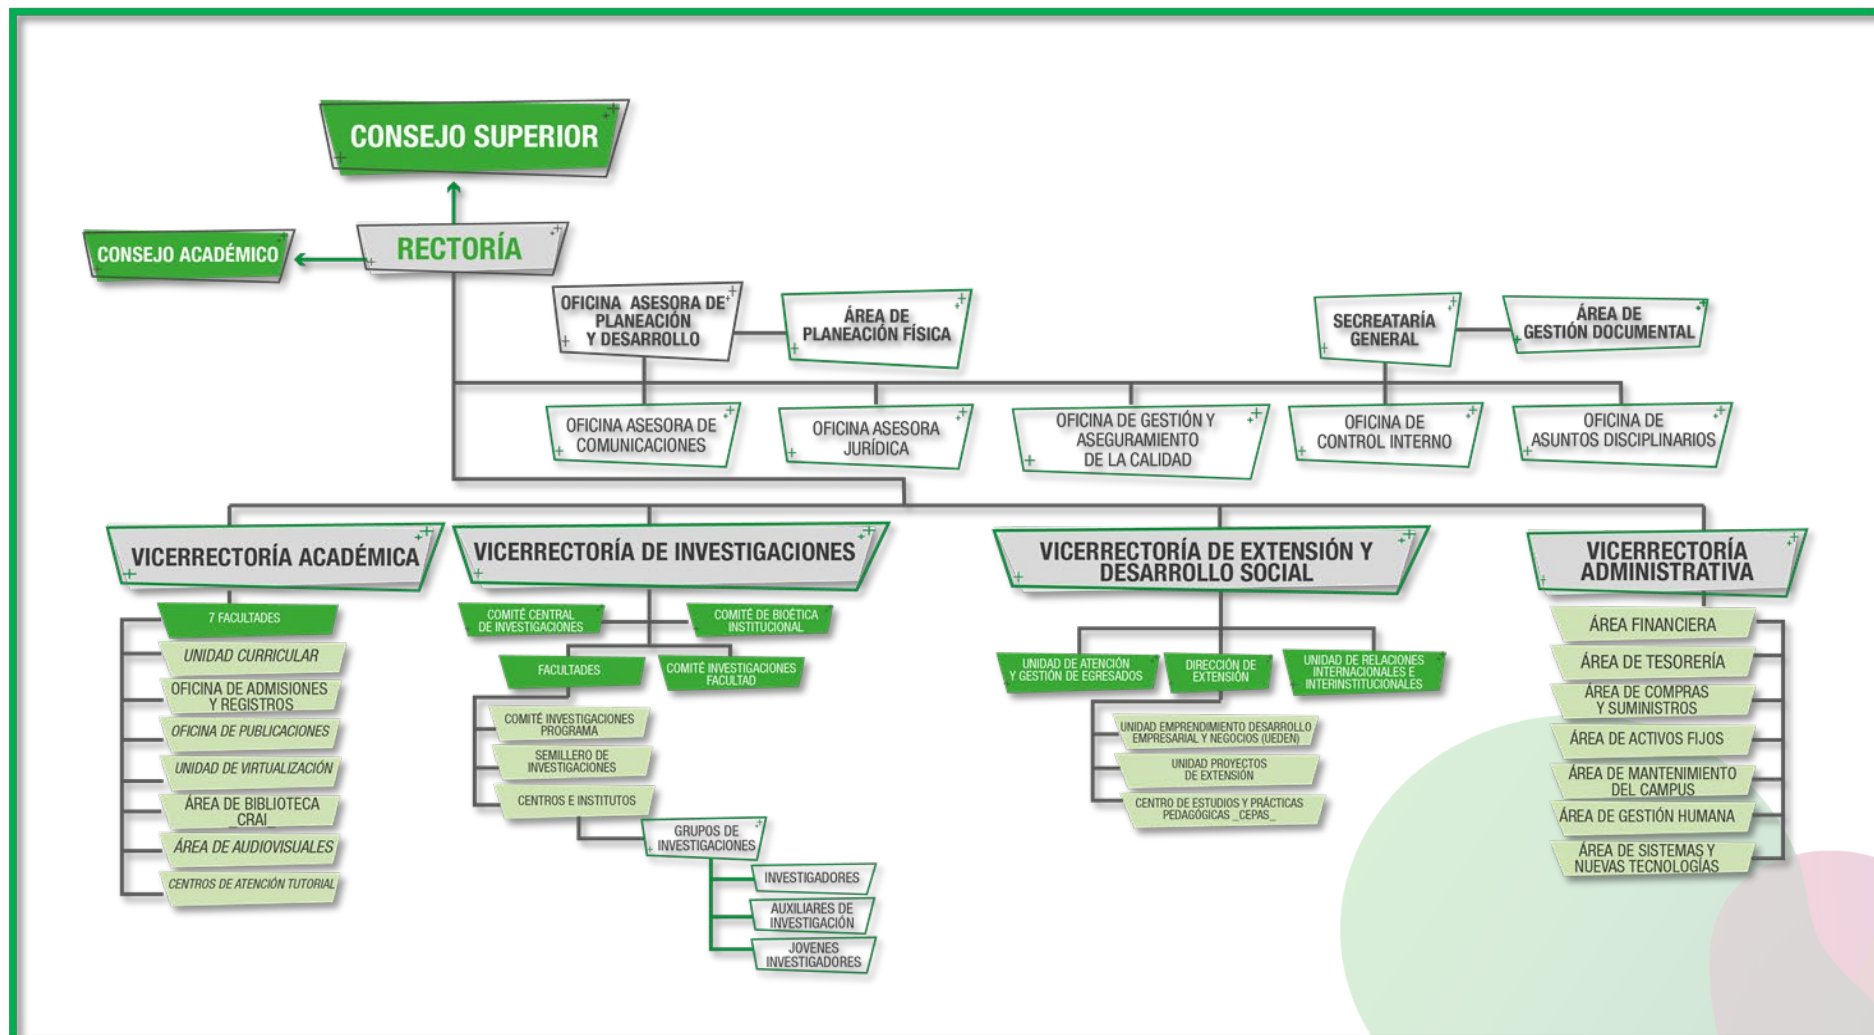 CONSEJO SUPERIOR
CONSEJO ACADÉMICO
RECTORÍA
OFICINA ASESORA DE
PLANEACIÓN
Y DESARROLLO
ÁREA DE
PLANEACIÓN FÍSICA
SECREATARÍA
GENERAL
ÁREA DE
GESTIÓN DOCUMENTAL
OFICINA ASESORA DE
COMUNICACIONES
OFICINA ASESORA
JURÍDICA
OFICINA DE GESTIÓN Y
ASEGURAMIENTO
DE LA CALIDAD
OFICINA DE
CONTROL INTERNO
OFICINA DE
ASUNTOS DISCIPLINARIOS
VICERRECTORÍA ACADÉMICA
7 FACULTADES
UNIDAD CURRICULAR
OFICINA DE ADMISIONES
Y REGISTROS
OFICINA DE PUBLICACIONES
UNIDAD DE VIRTUALIZACIÓN
ÁREA DE BIBLIOTECA
_CRAI_
ÁREA DE AUDIOVISUALES
CENTROS DE ATENCIÓN TUTORIAL
VICERRECTORÍA DE INVESTIGACIONES
COMITÉ CENTRAL
DE INVESTIGACIONES
COMITÉ DE BIOÉTICA
INSTITUCIONAL
FACULTADES
COMITÉ INVESTIGACIONES
FACULTAD
COMITÉ INVESTIGACIONES
PROGRAMA
SEMILLERO DE
INVESTIGACIONES
CENTROS E INSTITUTOS
GRUPOS DE
INVESTIGACIONES
INVESTIGADORES
AUXILIARES DE
INVESTIGACIÓN
JOVENES
INVESTIGADORES
VICERRECTORÍA DE EXTENSIÓN Y
DESARROLLO SOCIAL
UNIDAD DE ATENCIÓN
Y GESTIÓN DE EGRESADOS
DIRECCIÓN DE
EXTENSIÓN
UNIDAD DE RELACIONES
INTERNACIONALES E
INTERINSTITUCIONALES
UNIDAD EMPRENDIMIENTO DESARROLLO
EMPRESARIAL Y NEGOCIOS (UEDEN)
UNIDAD PROYECTOS
DE EXTENSIÓN
CENTRO DE ESTUDIOS Y PRÁCTICAS
PEDAGÓGICAS _CEPAS_
VICERRECTORÍA
ADMINISTRATIVA
ÁREA FINANCIERA
ÁREA DE TESORERÍA
ÁREA DE COMPRAS
Y SUMINISTROS
ÁREA DE ACTIVOS FIJOS
ÁREA DE MANTENIMIENTO
DEL CAMPUS
ÁREA DE GESTIÓN HUMANA
ÁREA DE SISTEMAS Y
NUEVAS TECNOLOGÍAS